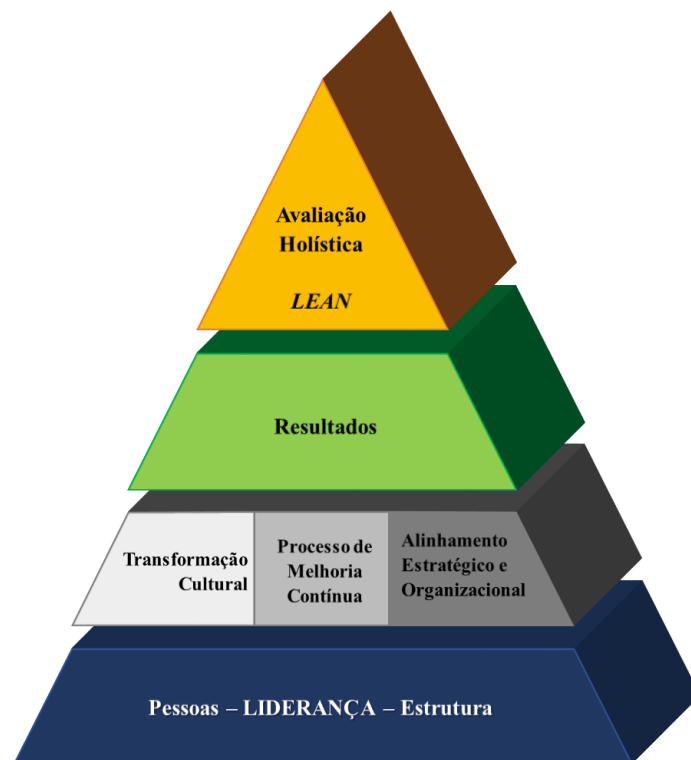 Avaliação
Holística
LEAN
Resultados
Transformação
Cultural
Processo de
Melhoria
Contínua
Alinhamento
Estratégico e
Organizacional
Pessoas – LIDERANÇA – Estrutura